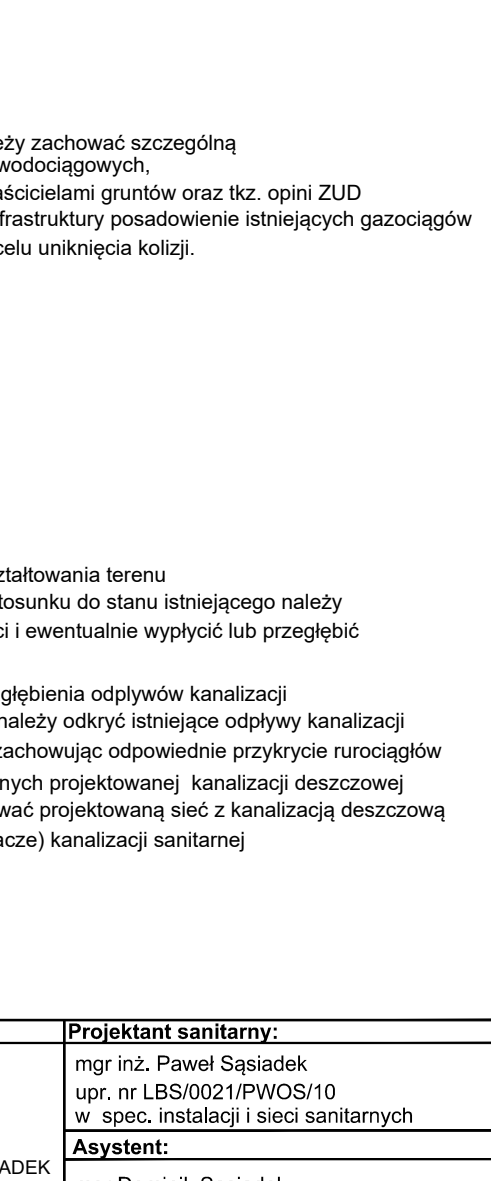 eży zachować szczególną
wodociągowych,
aścicielami gruntów oraz tkz. opini ZUD
frastruktury posadowienie istniejących gazociągów
celu uniknięcia kolizji.
ztałtowania terenu
tosunku do stanu istniejącego należy
ci i ewentualnie wypłycić lub przegłębić
głębienia odplywów kanalizacji
należy odkryć istniejące odpływy kanalizacji
zachowując odpowiednie przykrycie rurociągłów
nych projektowanej kanalizacji deszczowej
wać projektowaną sieć z kanalizacją deszczową
acze) kanalizacji sanitarnej
Projektant sanitarny:
mgr inż. Paweł Sąsiadek
upr. nr LBS/0021/PWOS/10
w spec. instalacji i sieci sanitarnych
Asystent:
ADEK